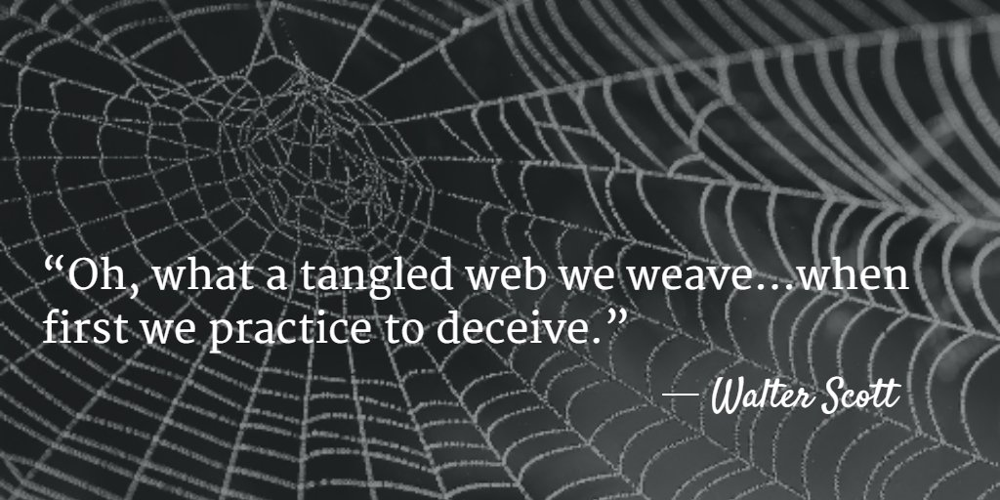 “Oh, what a tangled web we weave...when
first we practice to deceive.”
— Walter Scott